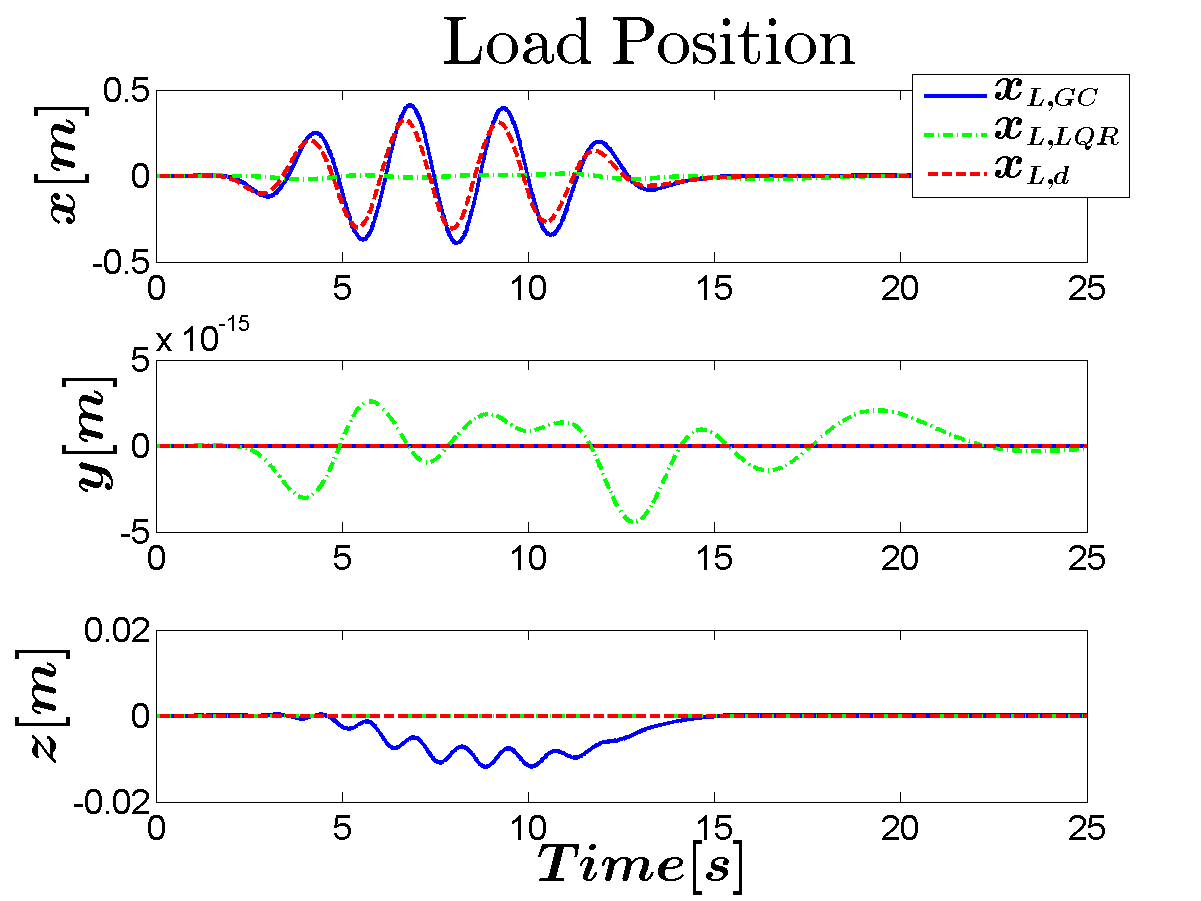 Load Position
x[m]
0.5
0
-0.5
0 5 10 15 20 25
x_{L,GC}
x_{L,LQR}
x_{L,d}
x 10^{-15}
y[m]
5
0
-5
0 5 10 15 20 25
z[m]
0.02
0
-0.02
0 5 10 15 20 25
Time[s]